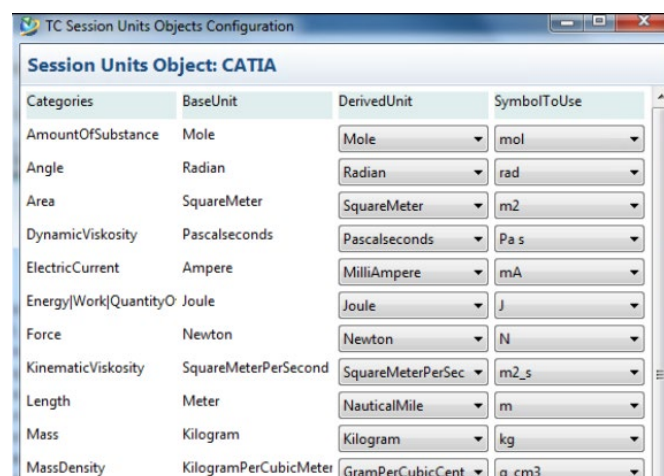 TC Session Units Objects Configuration
Session Units Object: CATIA
Categories BaseUnit DerivedUnit SymbolToUse
AmountOfSubstance Mole Mole mol
Angle Radian Radian rad
Area SquareMeter SquareMeter m2
DynamicViskosity Pascalseconds Pascalseconds Pa s
ElectricCurrent Ampere MilliAmpere mA
Energy|Work|QuantityO Joule Joule J
Force Newton Newton N
KinematicViskosity SquareMeterPerSecond SquareMeterPerSec m2_s
Length Meter NauticalMile m
Mass Kilogram Kilogram kg
MassDensity KilogramPerCubicMeter GramPerCubicCent g_cm3